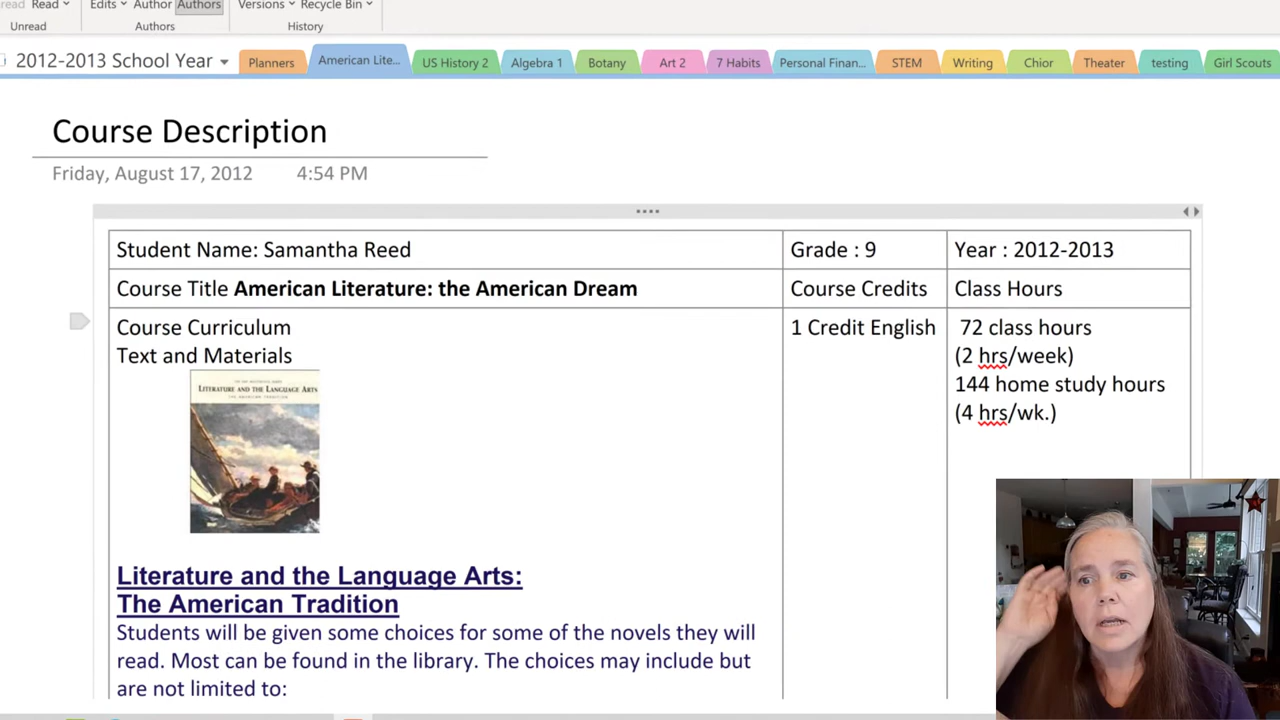 Read
Edits
Author
Authors
Versions
Recycle Bin
Unread
Authors
History
2012-2013 School Year
Planners
American Lite...
US History 2
Algebra 1
Botany
Art 2
7 Habits
Personal Finan...
STEM
Writing
Chior
Theater
testing
Girl Scouts
Course Description
Friday, August 17, 2012 4:54 PM
Student Name: Samantha Reed
Grade : 9
Year : 2012-2013
Course Title American Literature: the American Dream
Course Credits
Class Hours
Course Curriculum
Text and Materials
1 Credit English
72 class hours
(2 hrs/week)
144 home study hours
(4 hrs/wk.)
LITERATURE AND THE LANGUAGE ARTS
THE AMERICAN TRADITION
Literature and the Language Arts:
The American Tradition
Students will be given some choices for some of the novels they will
read. Most can be found in the library. The choices may include but
are not limited to: